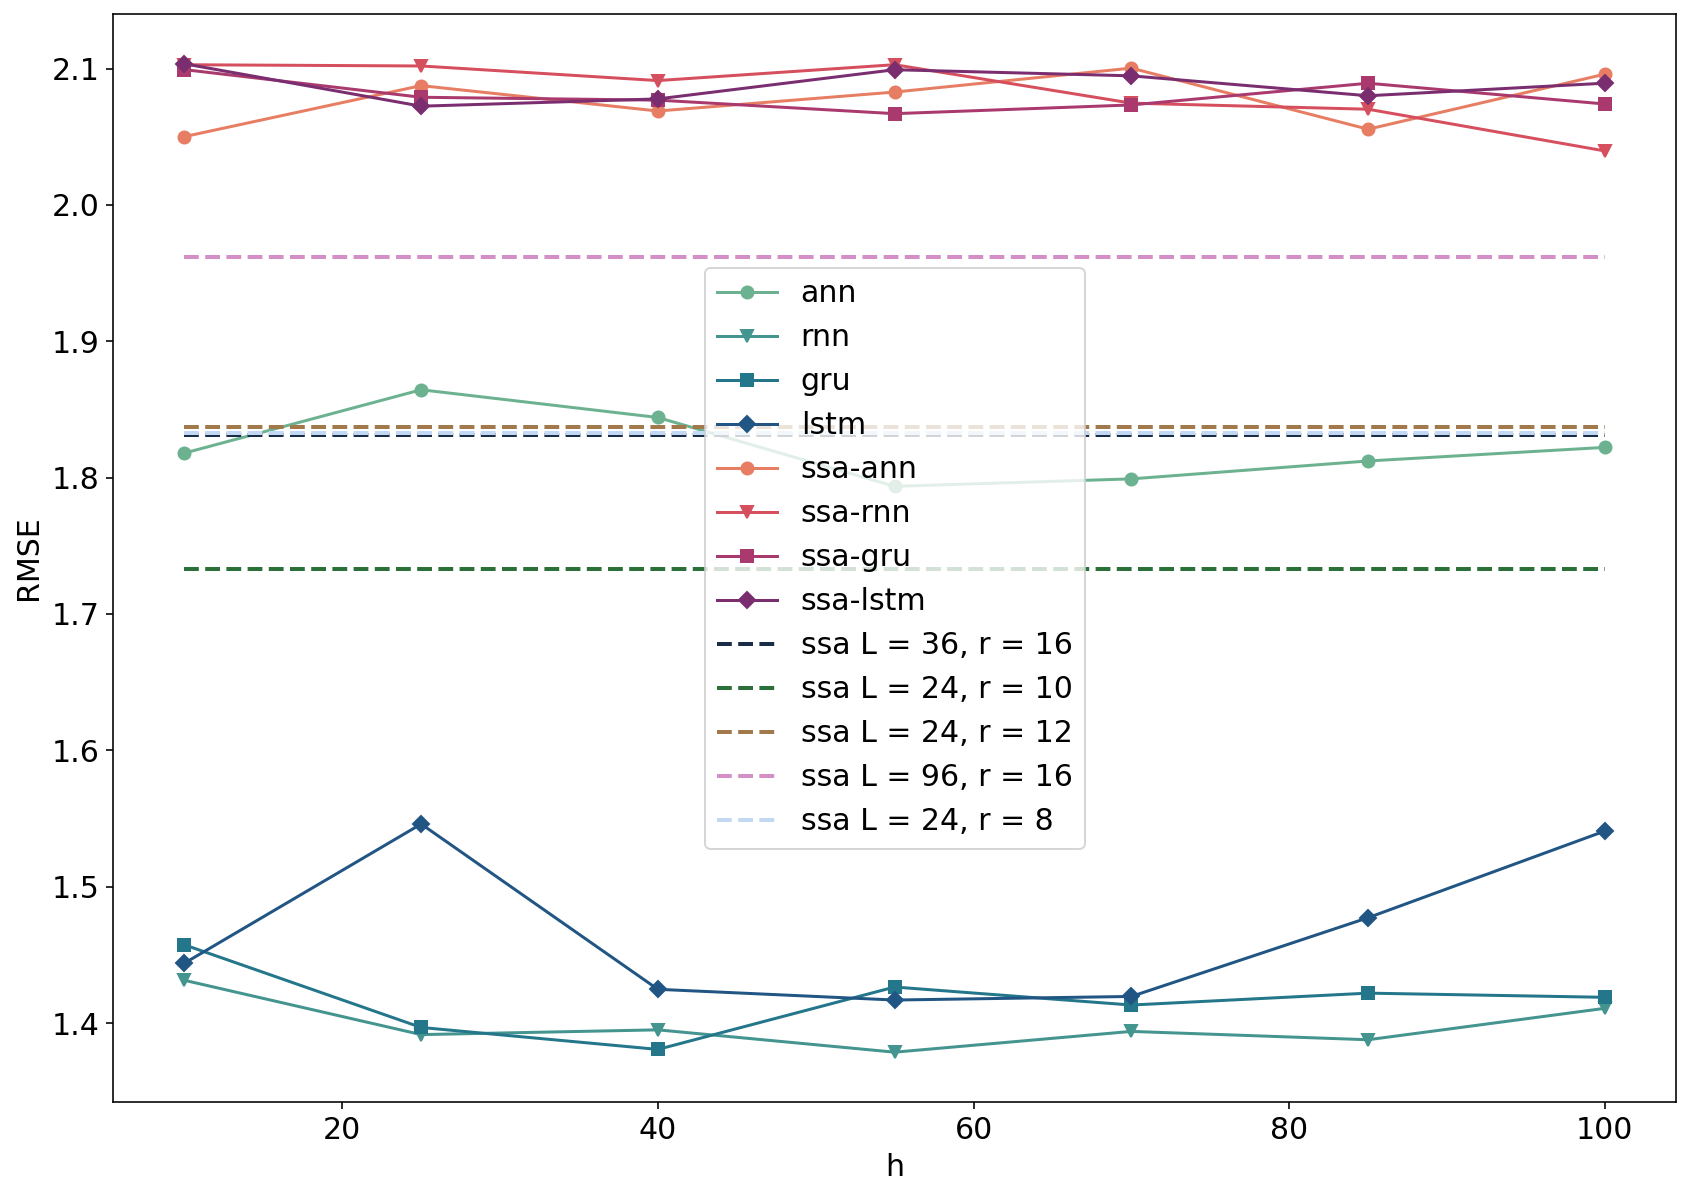 2.1
2.0
1.9
1.8
1.7
1.6
1.5
1.4
RMSE
20
40
60
80
100
h
ann
rnn
gru
lstm
ssa-ann
ssa-rnn
ssa-gru
ssa-lstm
ssa L = 36, r = 16
ssa L = 24, r = 10
ssa L = 24, r = 12
ssa L = 96, r = 16
ssa L = 24, r = 8